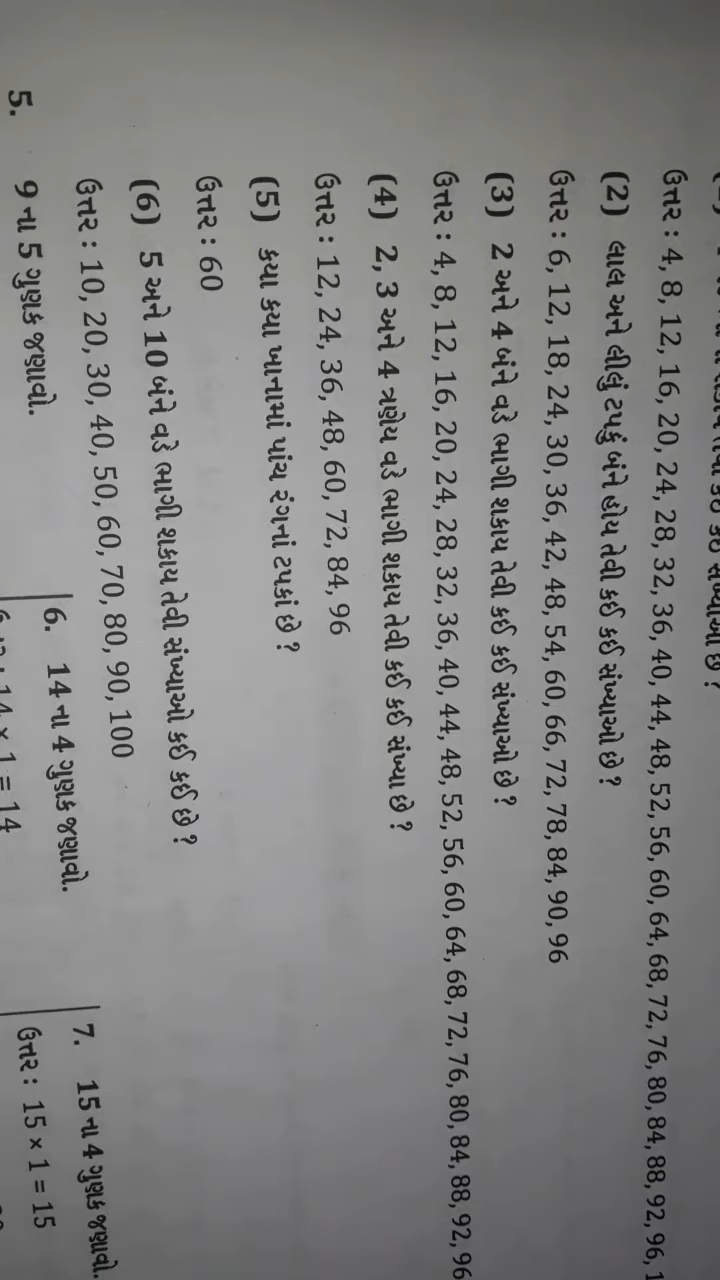 ઉત્તર : 4, 8, 12, 16, 20, 24, 28, 32, 36, 40, 44, 48, 52, 56, 60, 64, 68, 72, 76, 80, 84, 88, 92, 96, 1
(2) લાલ અને લીલું ટપકું બંને હોય તેવી કઈ કઈ સંખ્યાઓ છે ?
ઉત્તર : 6, 12, 18, 24, 30, 36, 42, 48, 54, 60, 66, 72, 78, 84, 90, 96
(3) 2 અને 4 બંને વડે ભાગી શકાય તેવી કઈ કઈ સંખ્યાઓ છે ?
ઉત્તર : 4, 8, 12, 16, 20, 24, 28, 32, 36, 40, 44, 48, 52, 56, 60, 64, 68, 72, 76, 80, 84, 88, 92, 96
(4) 2, 3 અને 4 ત્રણેય વડે ભાગી શકાય તેવી કઈ કઈ સંખ્યા છે ?
ઉત્તર : 12, 24, 36, 48, 60, 72, 84, 96
(5) કયા કયા ખાનામાં પાંચ રંગનાં ટપકાં છે ?
ઉત્તર : 60
(6) 5 અને 10 બંને વડે ભાગી શકાય તેવી સંખ્યાઓ કઈ કઈ છે ?
ઉત્તર : 10, 20, 30, 40, 50, 60, 70, 80, 90, 100
5. 9 ના 5 ગુણક જણાવો.
6. 14 ના 4 ગુણક જણાવો.
14 × 1 = 14
7. 15 ના 4 ગુણક જણાવો.
ઉત્તર : 15 × 1 = 15